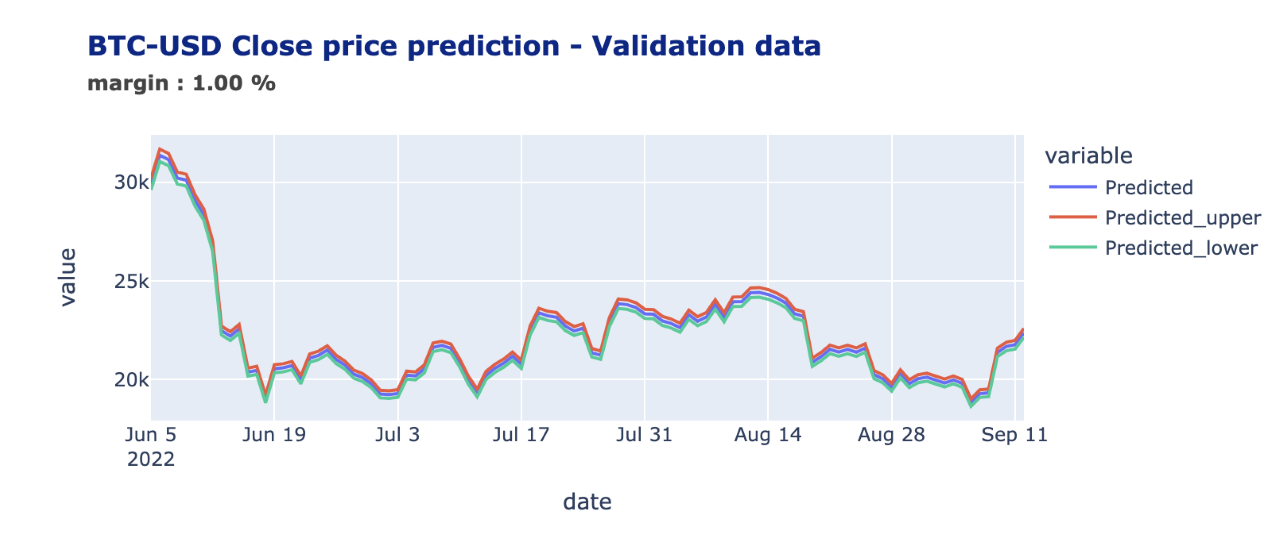 BTC-USD Close price prediction - Validation data
margin : 1.00 %
variable
Predicted
Predicted_upper
Predicted_lower
value
30k
25k
20k
Jun 5
2022
Jun 19
Jul 3
Jul 17
Jul 31
Aug 14
Aug 28
Sep 11
date